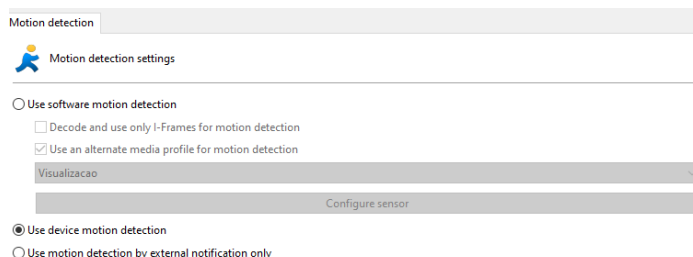 Motion detection
Motion detection settings
Use software motion detection
Decode and use only I-Frames for motion detection
Use an alternate media profile for motion detection
Visualizacao
Configure sensor
Use device motion detection
Use motion detection by external notification only